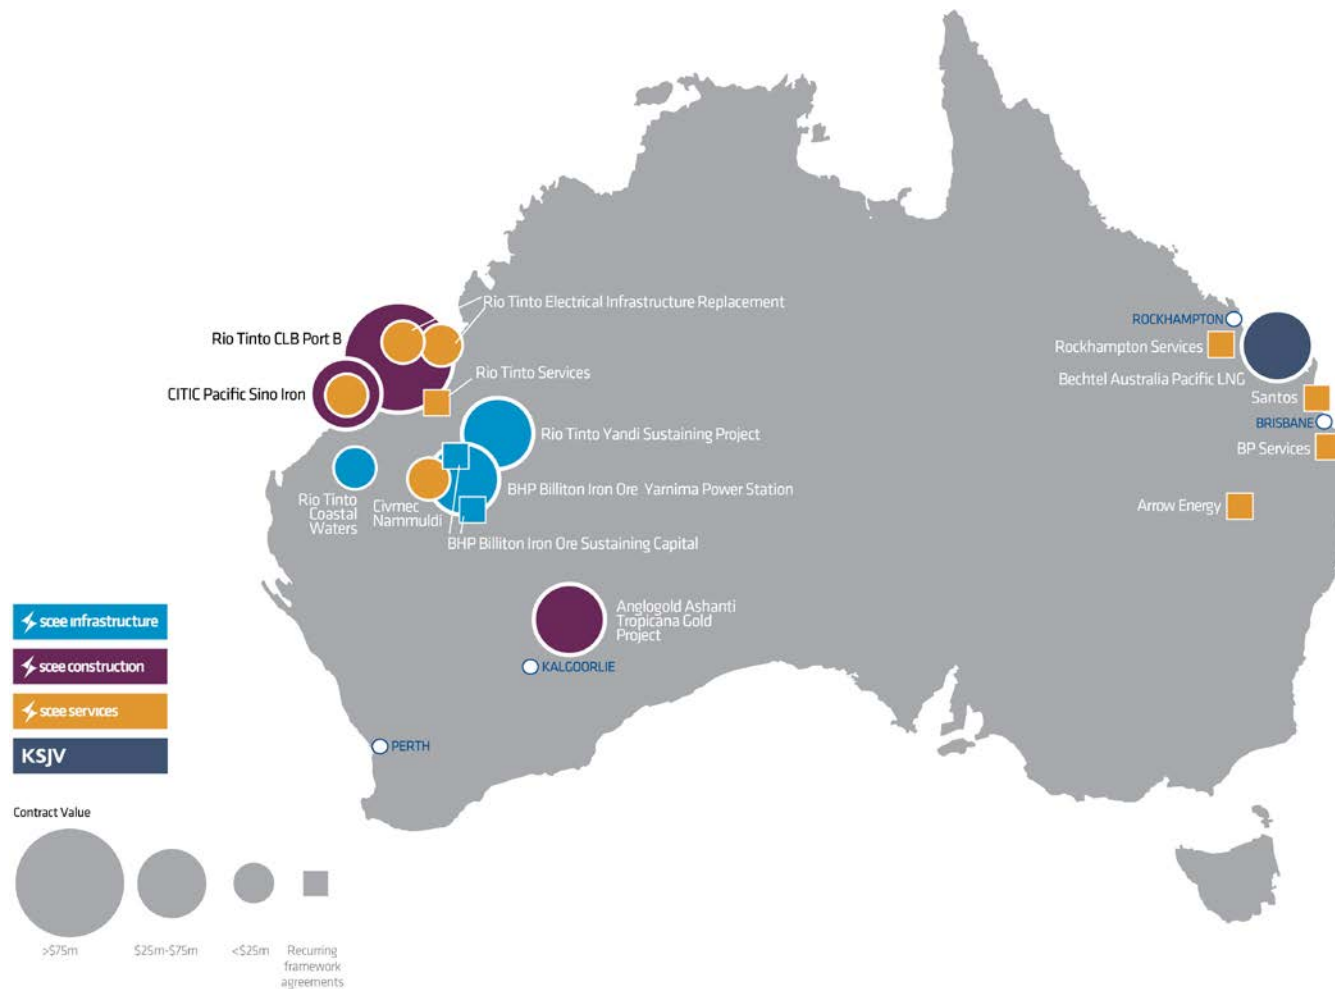 Rio Tinto Electrical Infrastructure Replacement
ROCKHAMPTON
Rio Tinto CLB Port B
Rockhampton Services
Rio Tinto Services
Bechtel Australia Pacific LNG
CITIC Pacific Sino Iron
Santos
BRISBANE
Rio Tinto Yandi Sustaining Project
BP Services
BHP Billiton Iron Ore Yarnima Power Station
Rio Tinto
Coastal
Waters
Civmec
Nammuldi
Arrow Energy
BHP Billiton Iron Ore Sustaining Capital
Anglogold Ashanti
Tropicana Gold
Project
KALGOORLIE
PERTH
scee infrastructure
scee construction
scee services
KSJV
Contract Value
>$75m
$25m-$75m
<$25m
Recurring
framework
agreements